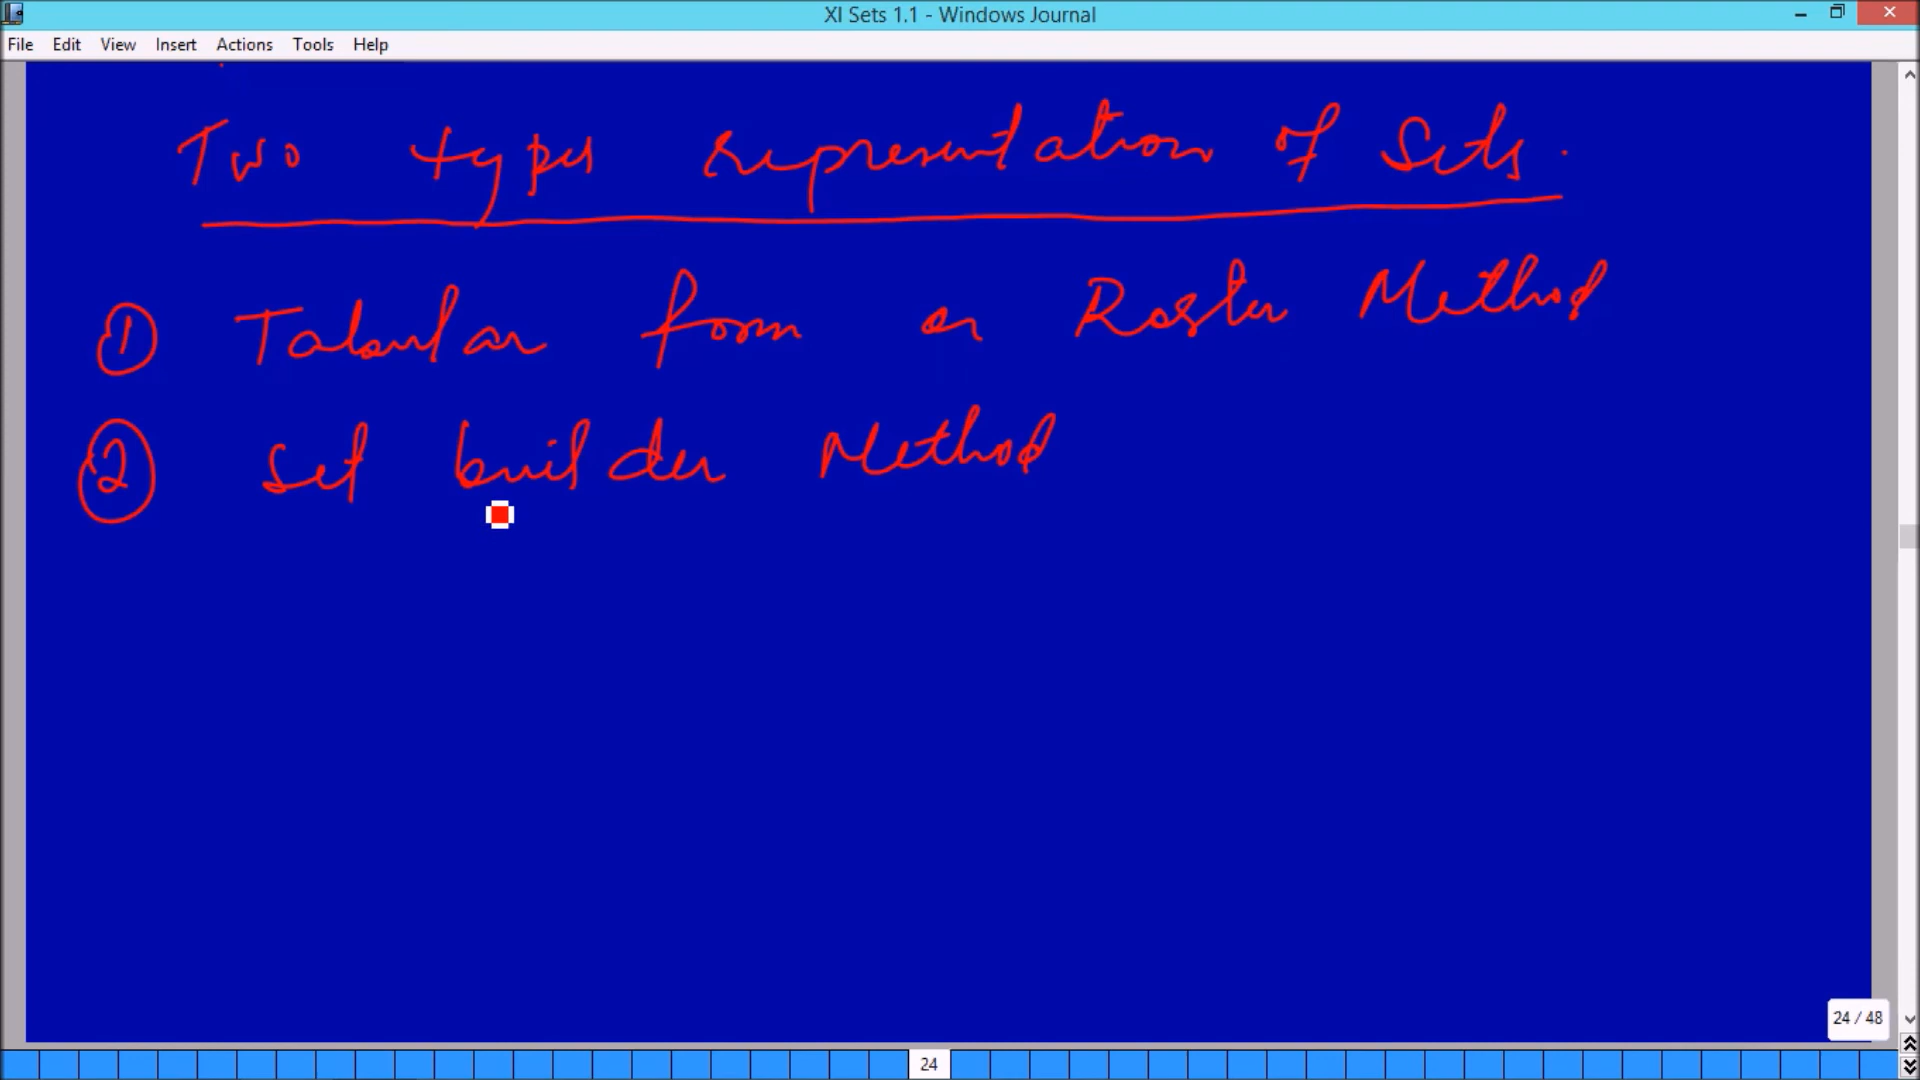 XI Sets 1.1 - Windows Journal
File Edit View Insert Actions Tools Help
Two types representation of Sets.
① Tabular form or Roster Method
② Set builder Method
24 / 48
24